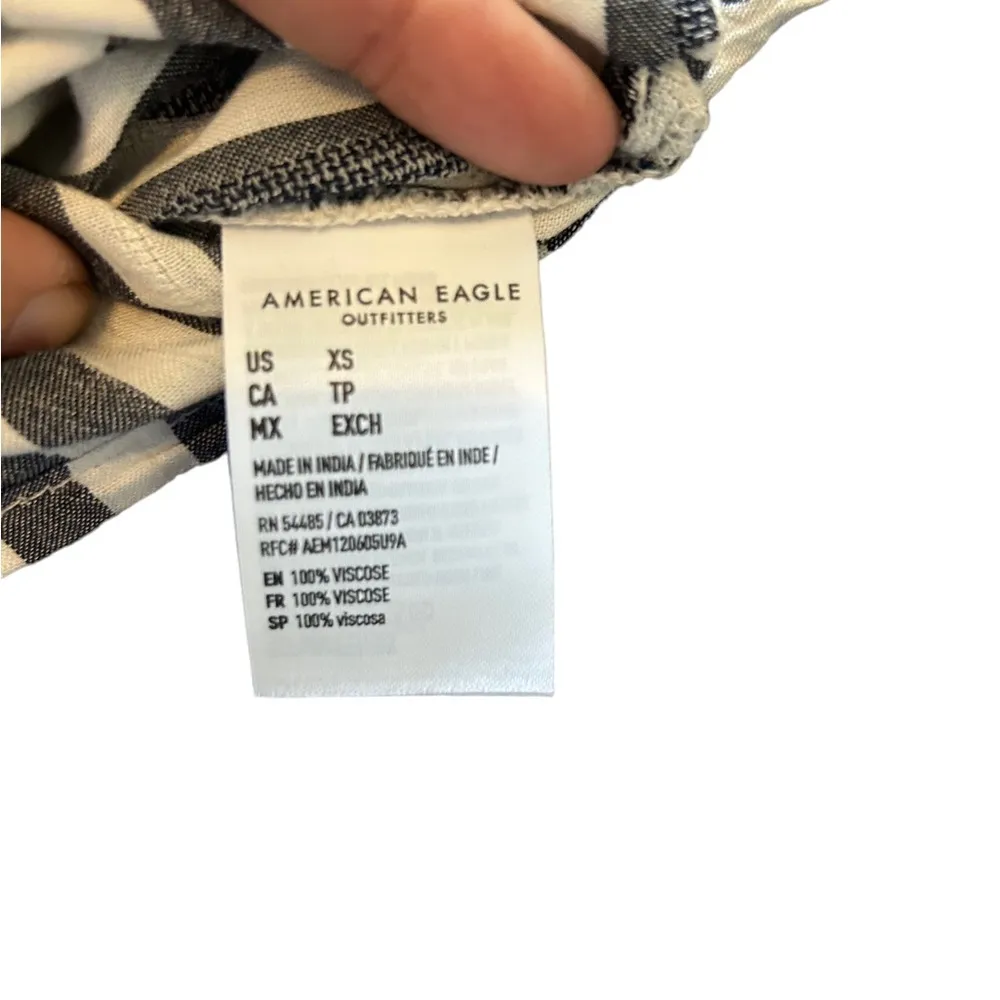 AMERICAN EAGLE
OUTFITTERS
US XS
CA TP
MX EXCH
MADE IN INDIA / FABRIQUÉ EN INDE /
HECHO EN INDIA
RN 54485 / CA 03873
RFC# AEM120605U9A
EN 100% VISCOSE
FR 100% VISCOSE
SP 100% viscosa